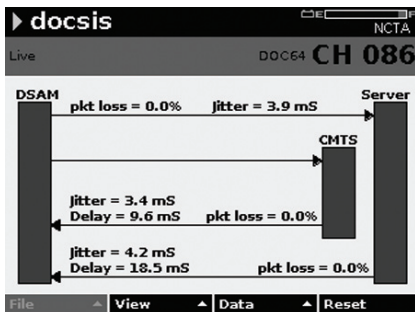 docsis
E F
NCTA
Live
DOC64 CH 086
DSAM
Server
pkt loss = 0.0% Jitter = 3.9 mS
CMTS
Jitter = 3.4 mS
Delay = 9.6 mS pkt loss = 0.0%
Jitter = 4.2 mS
Delay = 18.5 mS pkt loss = 0.0%
File View Data Reset